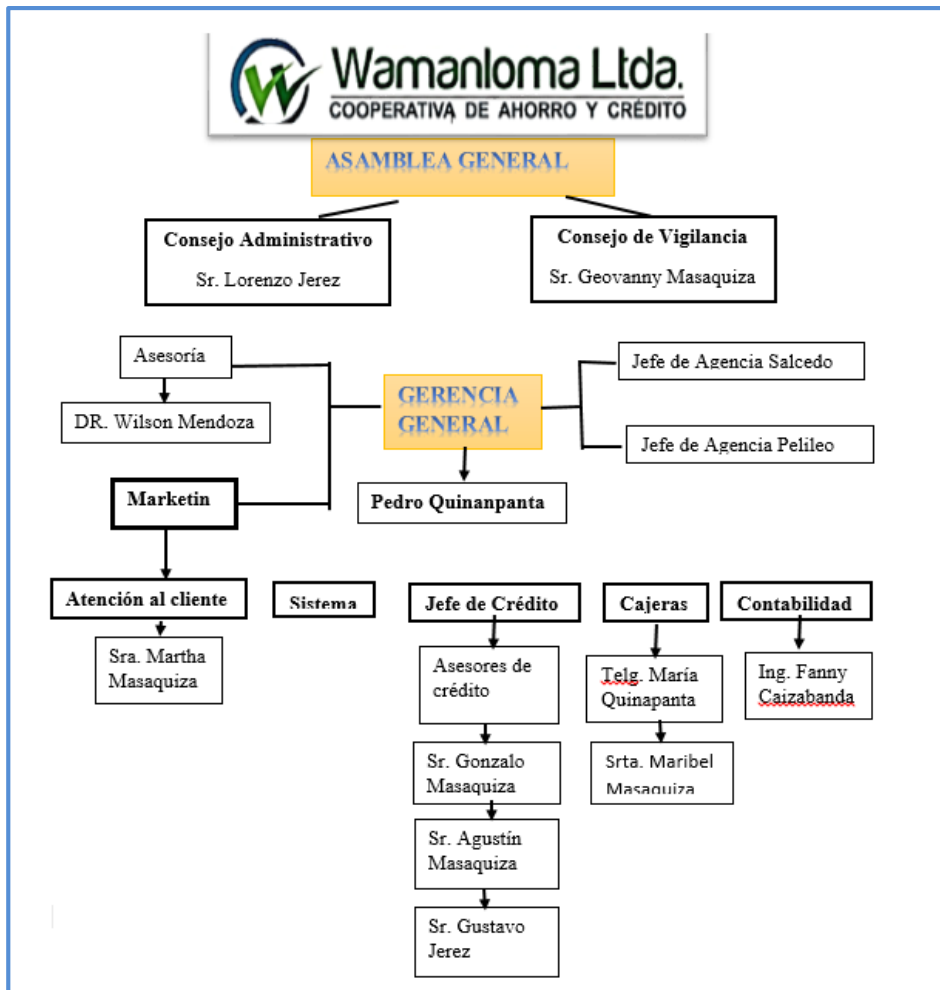 Wamanloma Ltda.
COOPERATIVA DE AHORRO Y CRÉDITO
ASAMBLEA GENERAL
Consejo Administrativo
Sr. Lorenzo Jerez
Consejo de Vigilancia
Sr. Geovanny Masaquiza
Asesoría
DR. Wilson Mendoza
GERENCIA
GENERAL
Jefe de Agencia Salcedo
Jefe de Agencia Pelileo
Marketin
Pedro Quinanpanta
Atención al cliente
Sistema
Jefe de Crédito
Cajeras
Contabilidad
Sra. Martha
Masaquiza
Asesores de
crédito
Telg. María
Quinapanta
Ing. Fanny
Caizabanda
Sr. Gonzalo
Masaquiza
Srta. Maribel
Masaquiza
Sr. Agustín
Masaquiza
Sr. Gustavo
Jerez